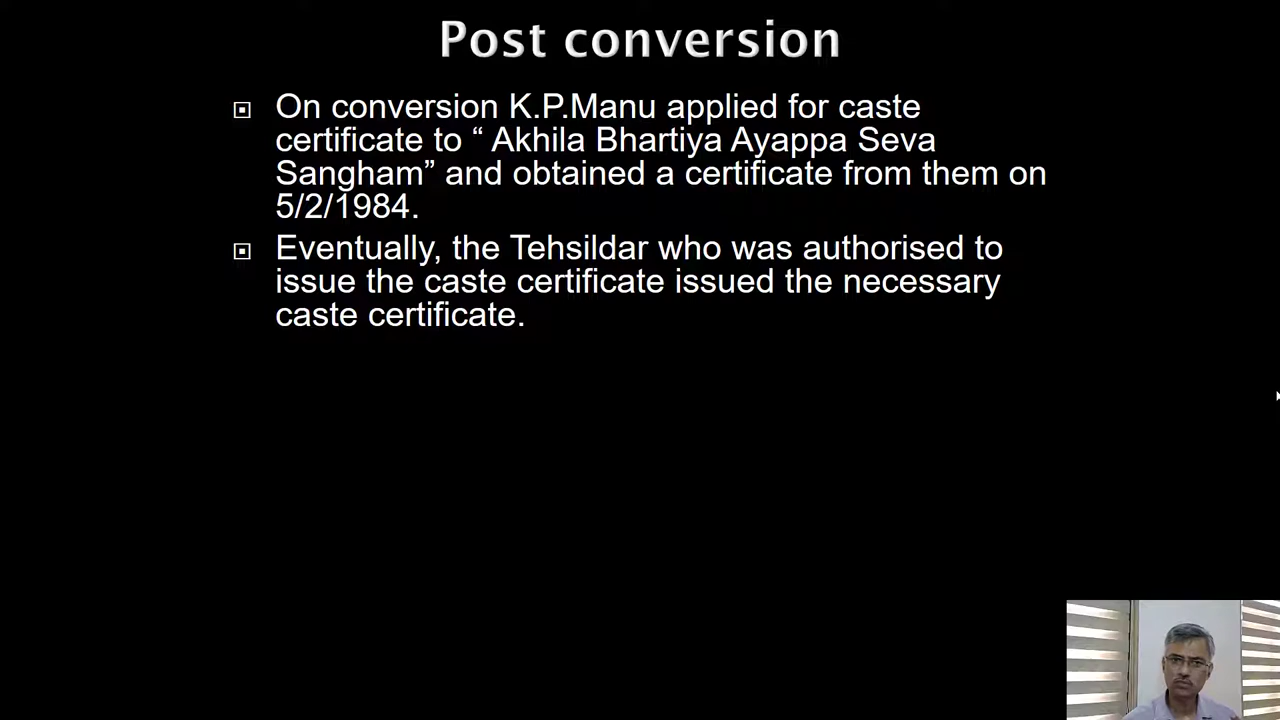 Post conversion
On conversion K.P.Manu applied for caste
certificate to “ Akhila Bhartiya Ayappa Seva
Sangham” and obtained a certificate from them on
5/2/1984.
Eventually, the Tehsildar who was authorised to
issue the caste certificate issued the necessary
caste certificate.